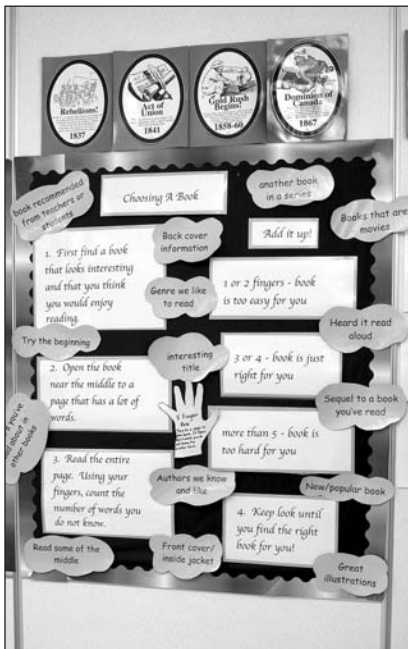 Rebellions!
1837
Act of
Union
1841
Gold Rush
Begins!
1858-60
Dominion of
Canada
1867
Choosing A Book
another book
in a series
book recommended
from teachers or
students
Books that are
movies
Back cover
information
Add it up!
1. First find a book
that looks interesting
and that you think
you would enjoy
reading.
Genre we like
to read
1 or 2 fingers - book
is too easy for you
Heard it read
aloud
Try the beginning
interesting
title
3 or 4 - book is just
right for you
2. Open the book
near the middle to a
page that has a lot of
words.
5 Finger
Sequel to a book
you've read
you've
about in
other books
more than 5 - book is
too hard for you
3. Read the entire
page. Using your
fingers, count the
number of words you
do not know.
Authors we know
and like
New/popular book
4. Keep look until
you find the right
book for you!
Read some of the
middle
Front cover/
inside jacket
Great
illustrations